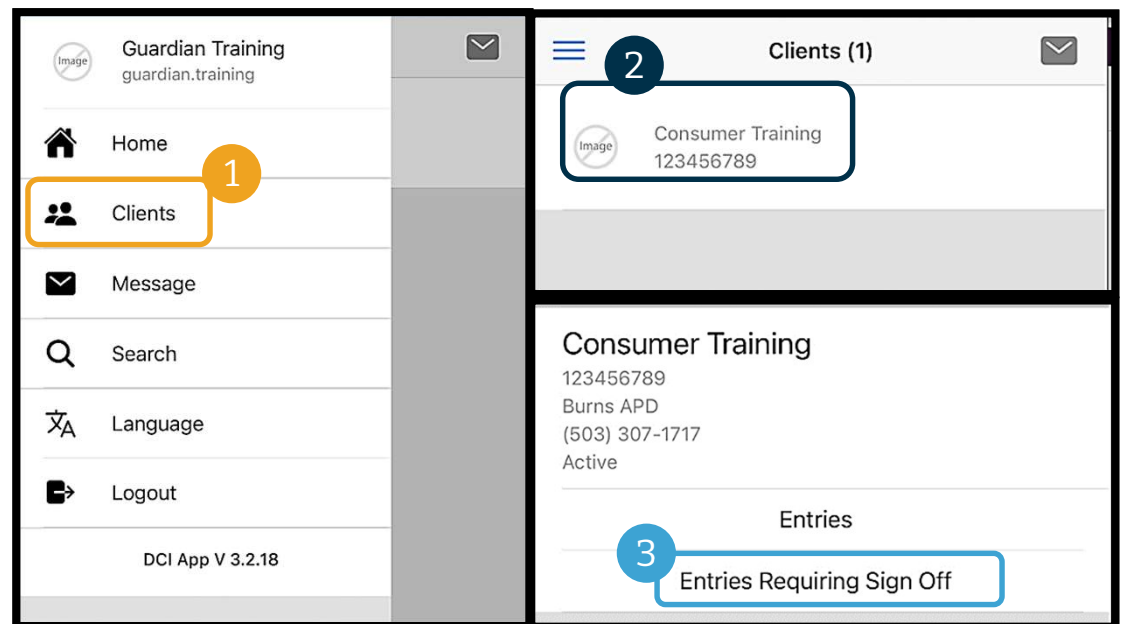 Image
Guardian Training
guardian.training
Home
1
Clients
Message
Search
Language
Logout
DCI App V 3.2.18
2
Clients (1)
Image
Consumer Training
123456789
Consumer Training
123456789
Burns APD
(503) 307-1717
Active
Entries
3
Entries Requiring Sign Off